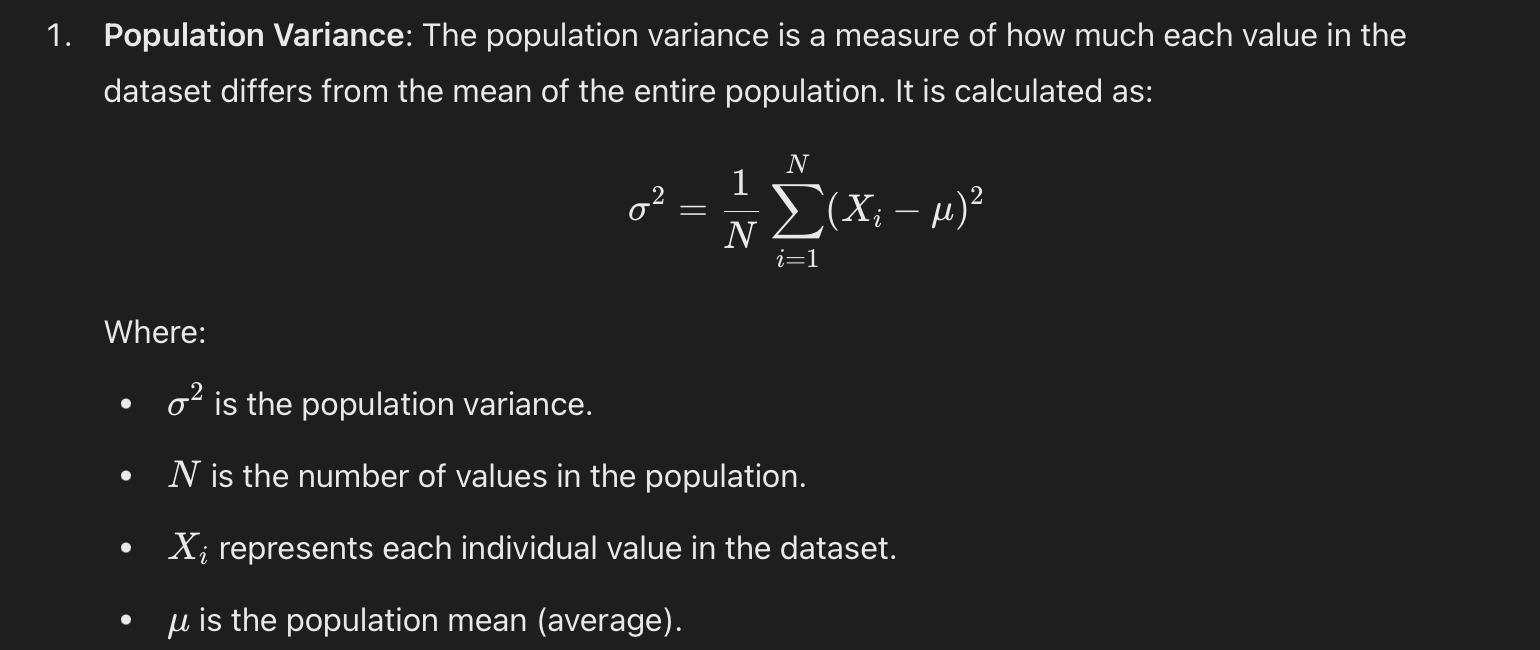 1. Population Variance: The population variance is a measure of how much each value in the
dataset differs from the mean of the entire population. It is calculated as:
σ² = 1/N ∑_{i=1}^{N} (X_i − μ)²
Where:
• σ² is the population variance.
• N is the number of values in the population.
• X_i represents each individual value in the dataset.
• μ is the population mean (average).